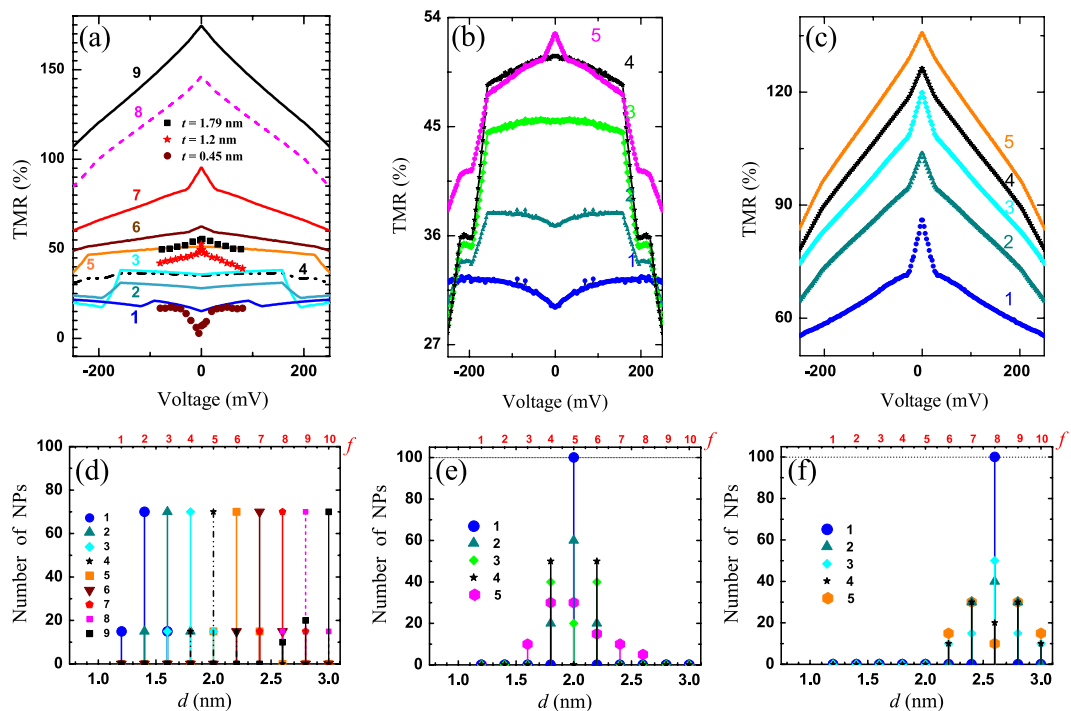 (a)
TMR (%)
150
100
50
0
-200
0
200
Voltage (mV)
9
8
7
6
5
3
4
2
1
t = 1.79 nm
t = 1.2 nm
t = 0.45 nm
(b)
TMR (%)
54
45
36
27
-200
0
200
Voltage (mV)
5
4
3
2
1
(c)
TMR (%)
120
90
60
-200
0
200
Voltage (mV)
5
4
3
2
1
(d)
1 2 3 4 5 6 7 8 9 10 f
Number of NPs
100
80
60
40
20
0
1
2
3
4
5
6
7
8
9
1.0 1.5 2.0 2.5 3.0
d (nm)
(e)
1 2 3 4 5 6 7 8 9 10 f
Number of NPs
100
80
60
40
20
0
1
2
3
4
5
1.0 1.5 2.0 2.5 3.0
d (nm)
(f)
1 2 3 4 5 6 7 8 9 10 f
Number of NPs
100
80
60
40
20
0
1
2
3
4
5
1.0 1.5 2.0 2.5 3.0
d (nm)